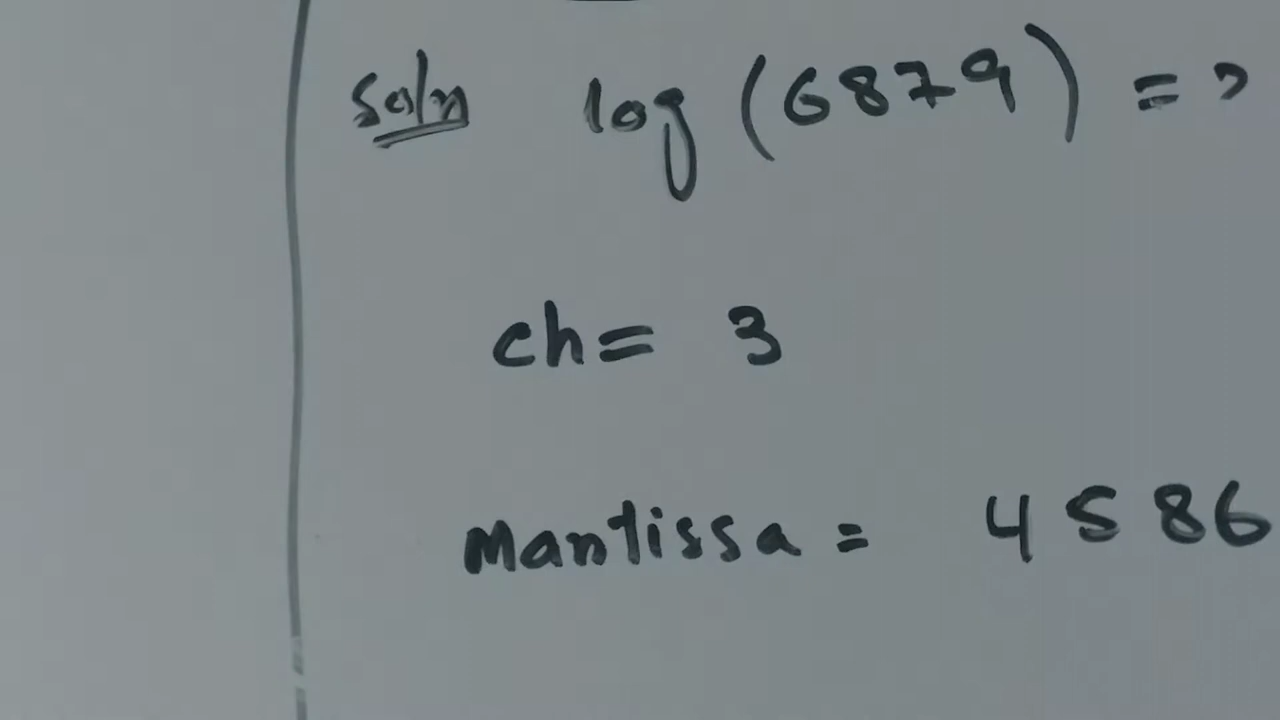 Soln log (6879) = ?
ch = 3
Mantissa = 4586